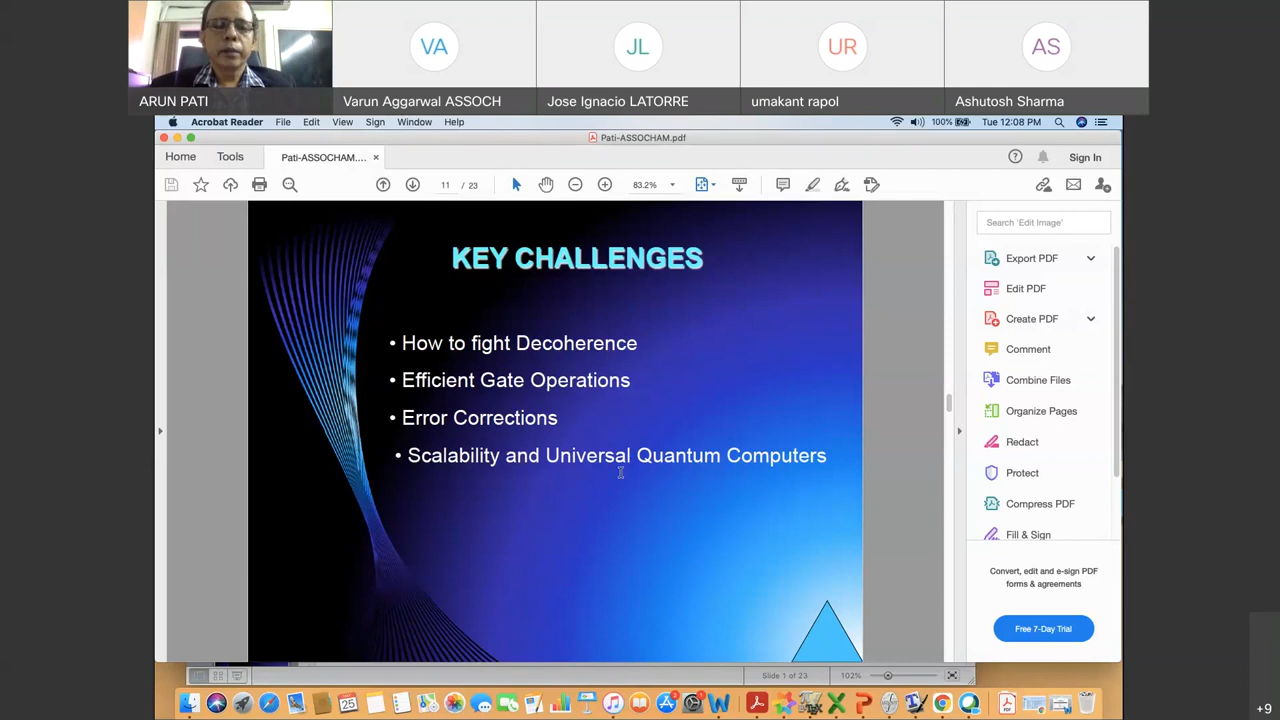 VA
JL
UR
AS
ARUN PATI
Varun Aggarwal ASSOCH
Jose Ignacio LATORRE
umakant rapol
Ashutosh Sharma
Acrobat Reader File Edit View Sign Window Help
100% Tue 12:08 PM
Pati-ASSOCHAM.pdf
Home Tools Pati-ASSOCHAM.... × Sign In
11 / 23 83.2%
Search 'Edit Image'
KEY CHALLENGES
• How to fight Decoherence
• Efficient Gate Operations
• Error Corrections
• Scalability and Universal Quantum Computers
Export PDF
Edit PDF
Create PDF
Comment
Combine Files
Organize Pages
Redact
Protect
Compress PDF
Fill & Sign
Convert, edit and e-sign PDF
forms & agreements
Free 7-Day Trial
Slide 1 of 23 102%
25
+9